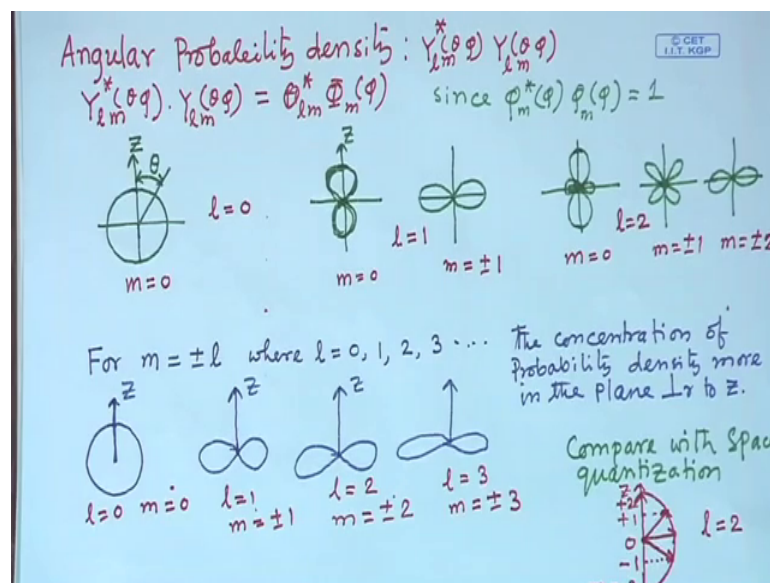 Angular Probability density: Y*lm(θφ) Ylm(θφ)
© CET
I.I.T. KGP
Y*lm(θφ). Ylm(θφ) = Θ*lm Φm(φ) since φ*m(φ) φm(φ) = 1
Z Z
θ
l=0 l=1 l=2
m=0 m=0 m=±1 m=0 m=±1 m=±2
For m = ±l where l=0, 1, 2, 3 .... the concentration of
Probability density more
in the plane ⊥r to z.
Z Z Z
l=0 m=0 l=1 l=2 l=3
m=±1 m=±2 m=±3
Compare with Spac
quantization
Z
+2
+1
0 l=2
-1